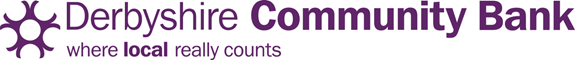 Derbyshire Community Bank
where local really counts